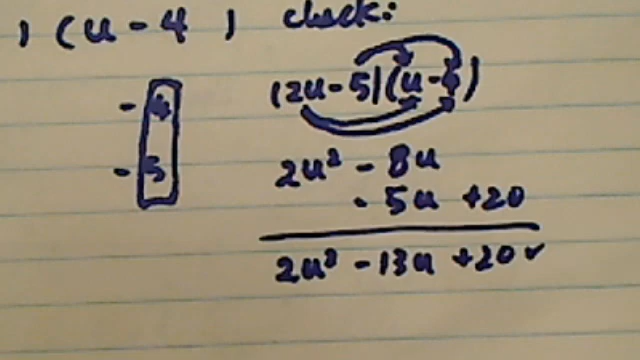 ) (u - 4 ) check:
(2u - 5)(u - 4)
- 4
- 5
2u² - 8u
- 5u + 20
2u² - 13u + 20 ✓